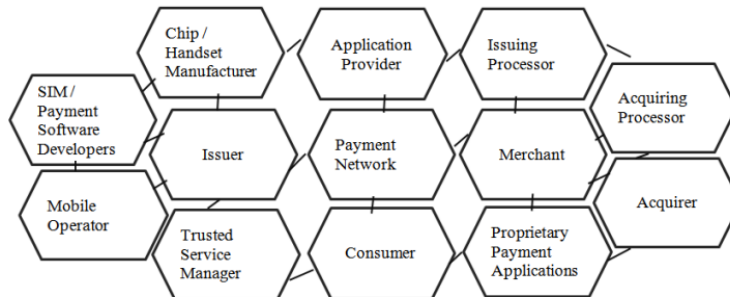 Chip /
Handset
Manufacturer
Application
Provider
Issuing
Processor
SIM /
Payment
Software
Developers
Acquiring
Processor
Issuer
Payment
Network
Merchant
Mobile
Operator
Acquirer
Trusted
Service
Manager
Consumer
Proprietary
Payment
Applications